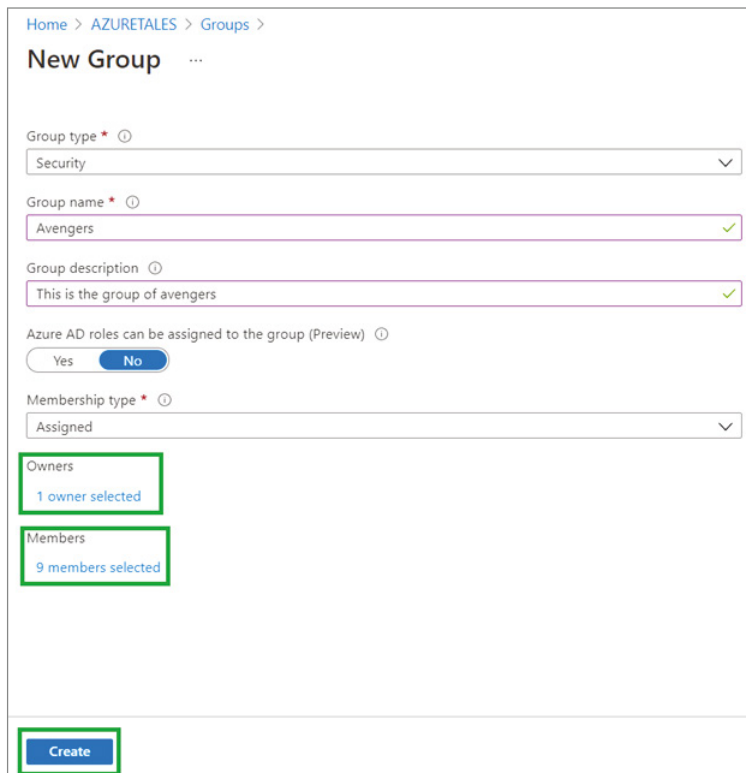 Home > AZURETALES > Groups >
New Group ...
Group type *
Security
Group name *
Avengers
Group description
This is the group of avengers
Azure AD roles can be assigned to the group (Preview)
Yes No
Membership type *
Assigned
Owners
1 owner selected
Members
9 members selected
Create